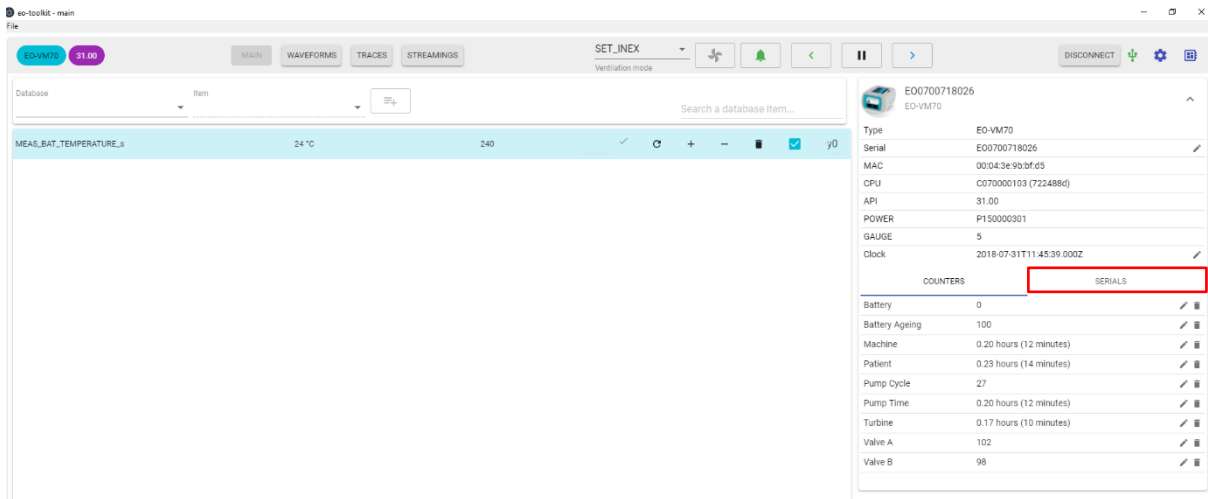 eo-toolkit - main
File
EO-VM70 31.00 MAIN WAVEFORMS TRACES STREAMINGS SET_INEX DISCONNECT
Ventilation mode
Database Item
Search a database item...
MEAS_BAT_TEMPERATURE_s 24 °C 240 y0
EO0700718026
EO-VM70
Type EO-VM70
Serial EO0700718026
MAC 00:04:3e:9b:bf:d5
CPU C070000103 (722488d)
API 31.00
POWER P150000301
GAUGE 5
Clock 2018-07-31T11:45:39.000Z
COUNTERS SERIALS
Battery 0
Battery Ageing 100
Machine 0.20 hours (12 minutes)
Patient 0.23 hours (14 minutes)
Pump Cycle 27
Pump Time 0.20 hours (12 minutes)
Turbine 0.17 hours (10 minutes)
Valve A 102
Valve B 98